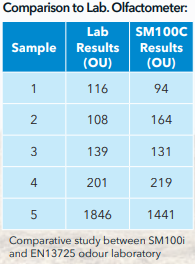 Comparison to Lab. Olfactometer:
Sample Lab Results (OU) SM100C Results (OU)
1 116 94
2 108 164
3 139 131
4 201 219
5 1846 1441
Comparative study between SM100i
and EN13725 odour laboratory